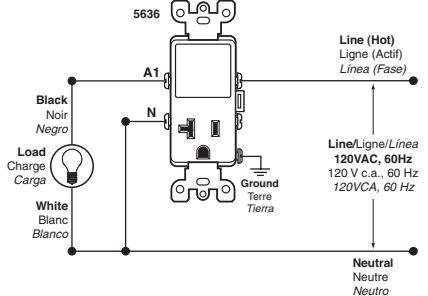 5636
Line (Hot)
Ligne (Actif)
Línea (Fase)
A1
Black
Noir
Negro
N
Load
Charge
Carga
Line/Ligne/Línea
120VAC, 60Hz
120 V c.a., 60 Hz
120VCA, 60 Hz
Ground
Terre
Tierra
White
Blanc
Blanco
Neutral
Neutre
Neutro